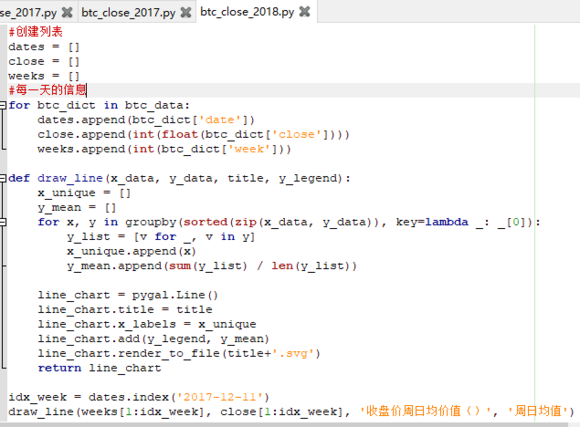 se_2017.py btc_close_2017.py btc_close_2018.py
#创建列表
dates = []
close = []
weeks = []
#每一天的信息
for btc_dict in btc_data:
    dates.append(btc_dict['date'])
    close.append(int(float(btc_dict['close'])))
    weeks.append(int(btc_dict['week']))

def draw_line(x_data, y_data, title, y_legend):
    x_unique = []
    y_mean = []
    for x, y in groupby(sorted(zip(x_data, y_data)), key=lambda _: _[0]):
        y_list = [v for _, v in y]
        x_unique.append(x)
        y_mean.append(sum(y_list) / len(y_list))

    line_chart = pygal.Line()
    line_chart.title = title
    line_chart.x_labels = x_unique
    line_chart.add(y_legend, y_mean)
    line_chart.render_to_file(title+'.svg')
    return line_chart

idx_week = dates.index('2017-12-11')
draw_line(weeks[1:idx_week], close[1:idx_week], '收盘价周日均价值（）', '周日均值')